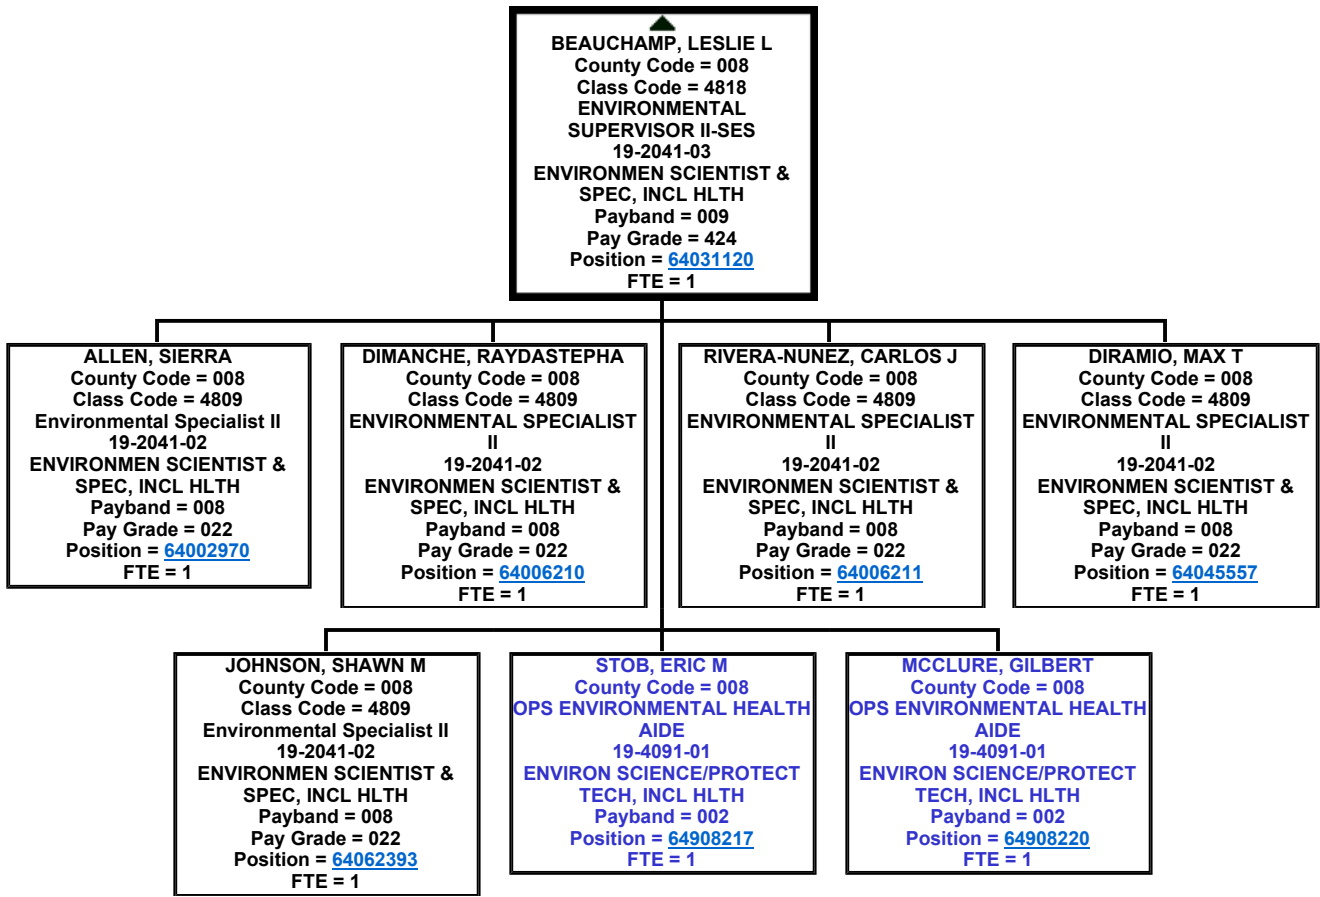 BEAUCHAMP, LESLIE L
County Code = 008
Class Code = 4818
ENVIRONMENTAL
SUPERVISOR II-SES
19-2041-03
ENVIRONMEN SCIENTIST &
SPEC, INCL HLTH
Payband = 009
Pay Grade = 424
Position = 64031120
FTE = 1
ALLEN, SIERRA
County Code = 008
Class Code = 4809
Environmental Specialist II
19-2041-02
ENVIRONMEN SCIENTIST &
SPEC, INCL HLTH
Payband = 008
Pay Grade = 022
Position = 64002970
FTE = 1
DIMANCHE, RAYDASTEPHA
County Code = 008
Class Code = 4809
ENVIRONMENTAL SPECIALIST
II
19-2041-02
ENVIRONMEN SCIENTIST &
SPEC, INCL HLTH
Payband = 008
Pay Grade = 022
Position = 64006210
FTE = 1
RIVERA-NUNEZ, CARLOS J
County Code = 008
Class Code = 4809
ENVIRONMENTAL SPECIALIST
II
19-2041-02
ENVIRONMEN SCIENTIST &
SPEC, INCL HLTH
Payband = 008
Pay Grade = 022
Position = 64006211
FTE = 1
DIRAMIO, MAX T
County Code = 008
Class Code = 4809
ENVIRONMENTAL SPECIALIST
II
19-2041-02
ENVIRONMEN SCIENTIST &
SPEC, INCL HLTH
Payband = 008
Pay Grade = 022
Position = 64045557
FTE = 1
JOHNSON, SHAWN M
County Code = 008
Class Code = 4809
Environmental Specialist II
19-2041-02
ENVIRONMEN SCIENTIST &
SPEC, INCL HLTH
Payband = 008
Pay Grade = 022
Position = 64062393
FTE = 1
STOB, ERIC M
County Code = 008
OPS ENVIRONMENTAL HEALTH
AIDE
19-4091-01
ENVIRON SCIENCE/PROTECT
TECH, INCL HLTH
Payband = 002
Position = 64908217
FTE = 1
MCCLURE, GILBERT
County Code = 008
OPS ENVIRONMENTAL HEALTH
AIDE
19-4091-01
ENVIRON SCIENCE/PROTECT
TECH, INCL HLTH
Payband = 002
Position = 64908220
FTE = 1